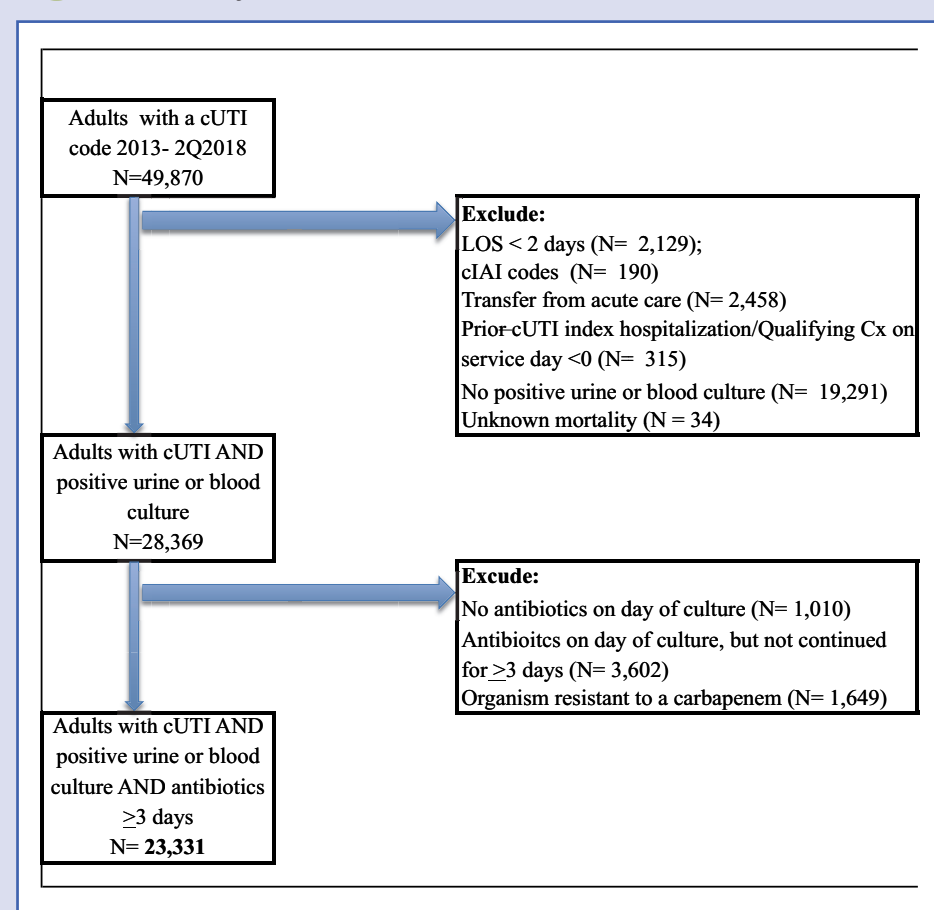 Adults with a cUTI
code 2013- 2Q2018
N=49,870
Exclude:
LOS < 2 days (N= 2,129);
cIAI codes (N= 190)
Transfer from acute care (N= 2,458)
Prior cUTI index hospitalization/Qualifying Cx on
service day <0 (N= 315)
No positive urine or blood culture (N= 19,291)
Unknown mortality (N = 34)
Adults with cUTI AND
positive urine or blood
culture
N=28,369
Excude:
No antibiotics on day of culture (N= 1,010)
Antibioitcs on day of culture, but not continued
for ≥3 days (N= 3,602)
Organism resistant to a carbapenem (N= 1,649)
Adults with cUTI AND
positive urine or blood
culture AND antibiotics
≥3 days
N= 23,331